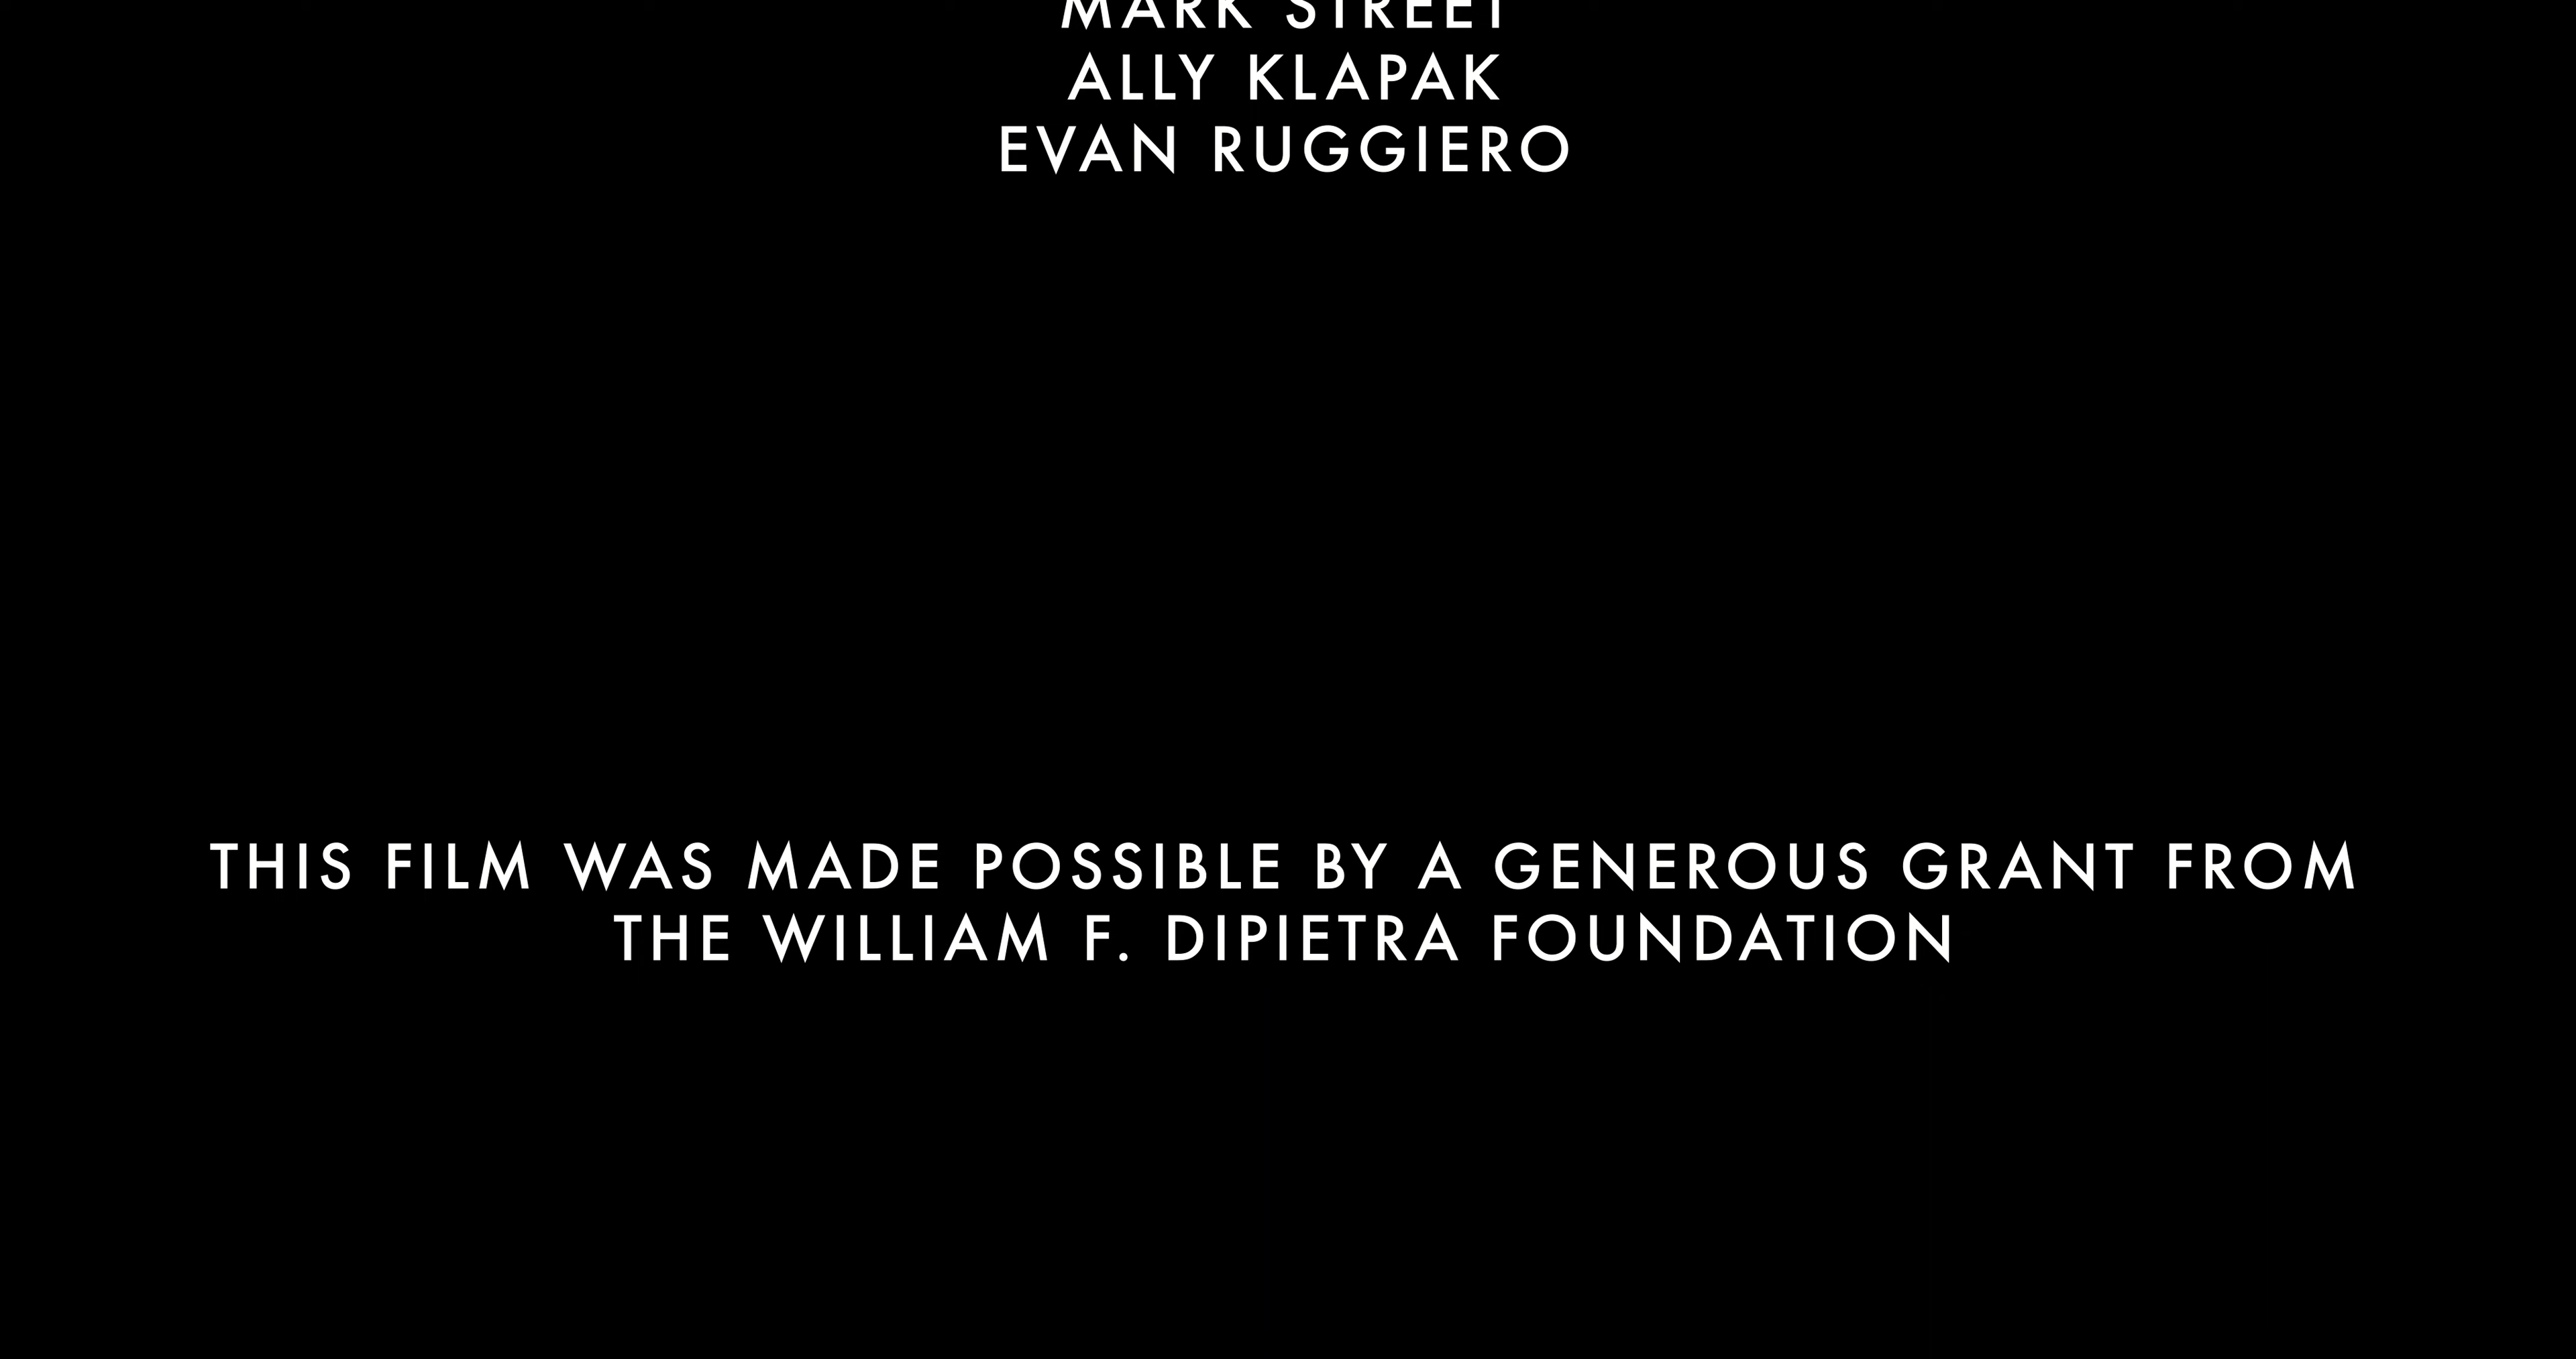 MARK STREET
ALLY KLAPAK
EVAN RUGGIERO
THIS FILM WAS MADE POSSIBLE BY A GENEROUS GRANT FROM
THE WILLIAM F. DIPIETRA FOUNDATION